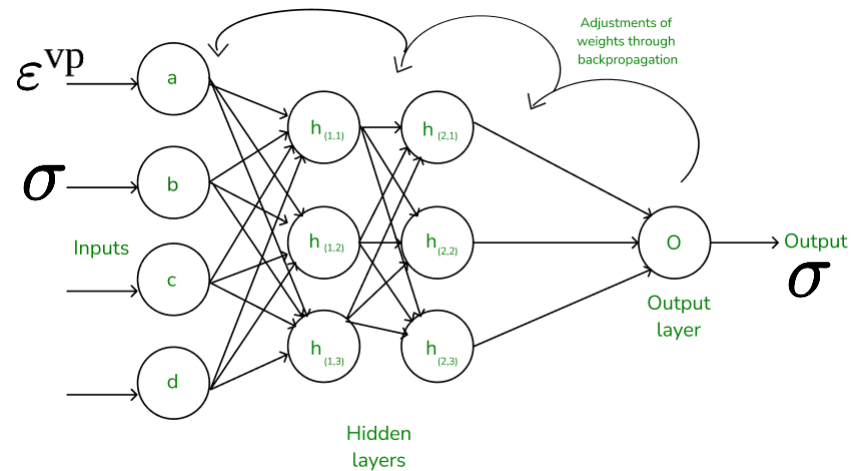 Adjustments of
weights through
backpropagation
εᵛᵖ
a
h (1,1)
h (2,1)
σ
b
Inputs
h (1,2)
h (2,2)
O
Output
σ
c
Output
layer
h (1,3)
h (2,3)
d
Hidden
layers